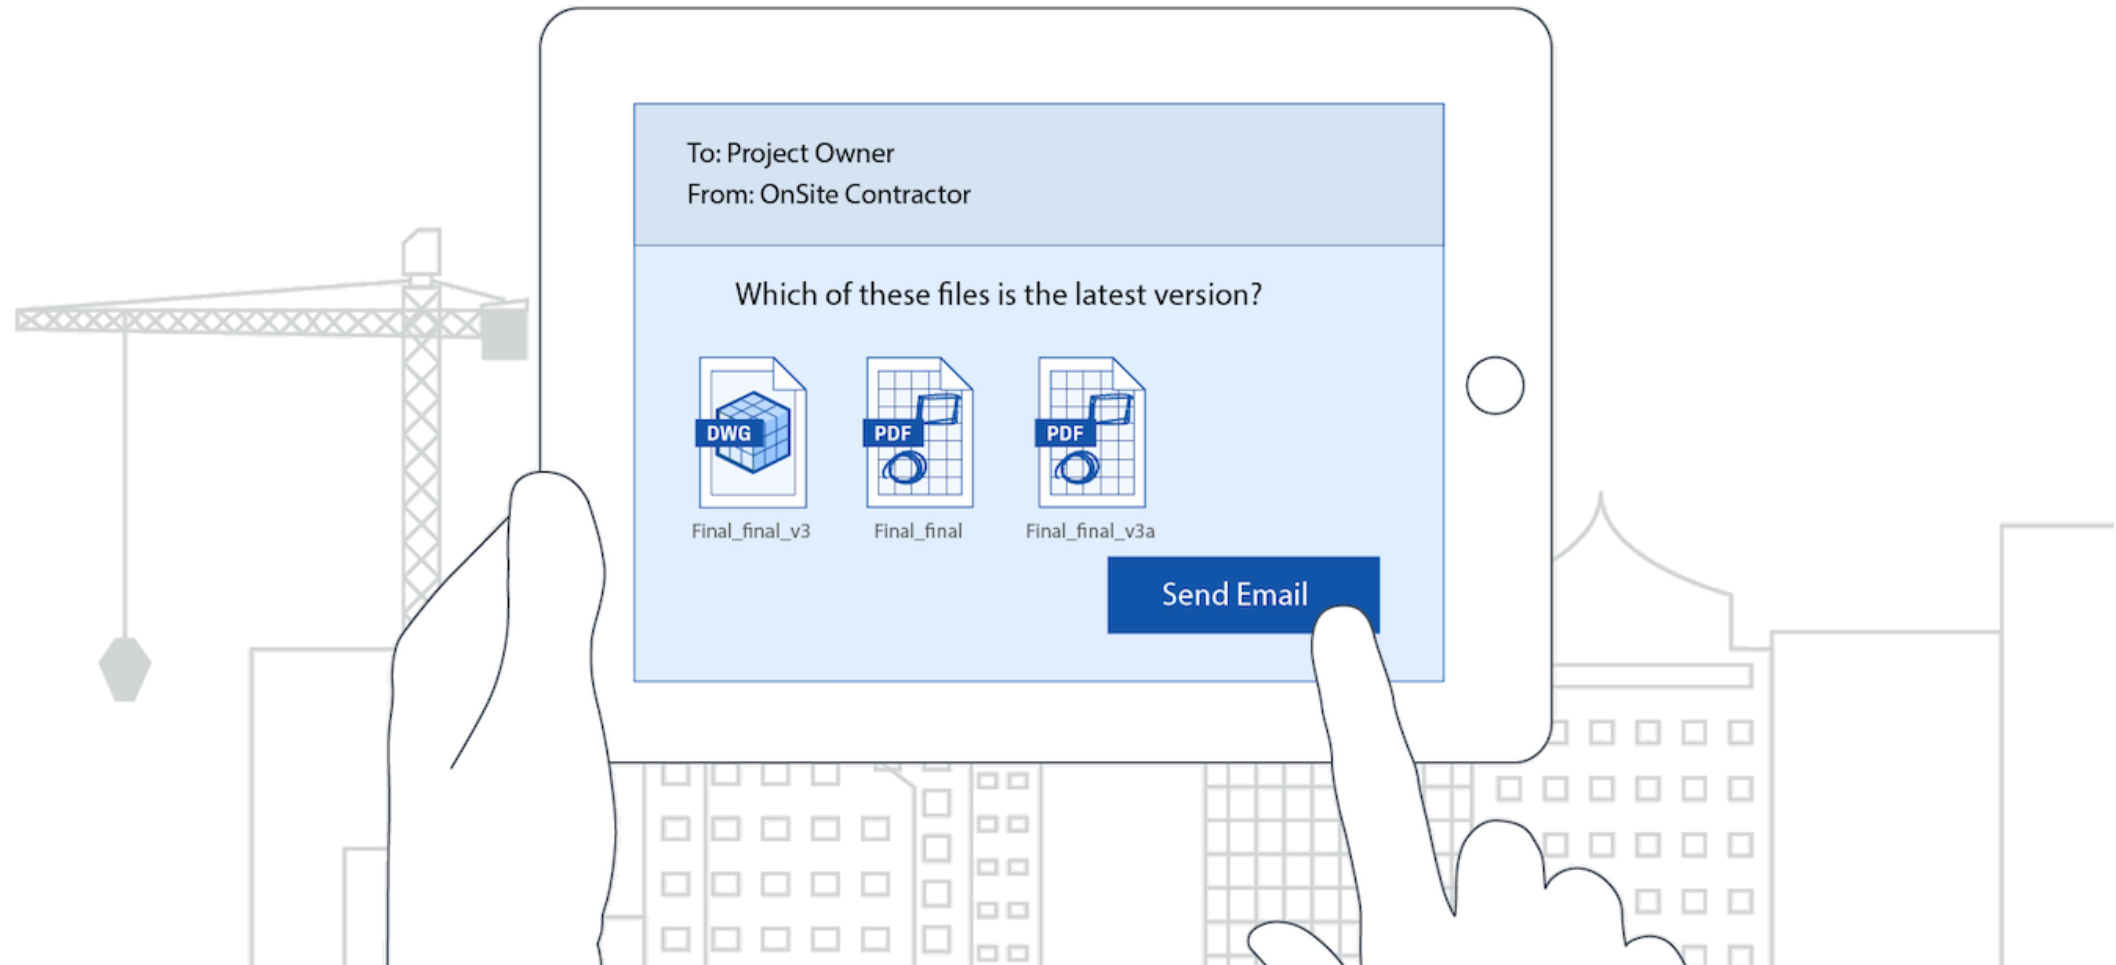 To: Project Owner
From: OnSite Contractor
Which of these files is the latest version?
DWG
PDF
PDF
Final_final_v3
Final_final
Final_final_v3a
Send Email